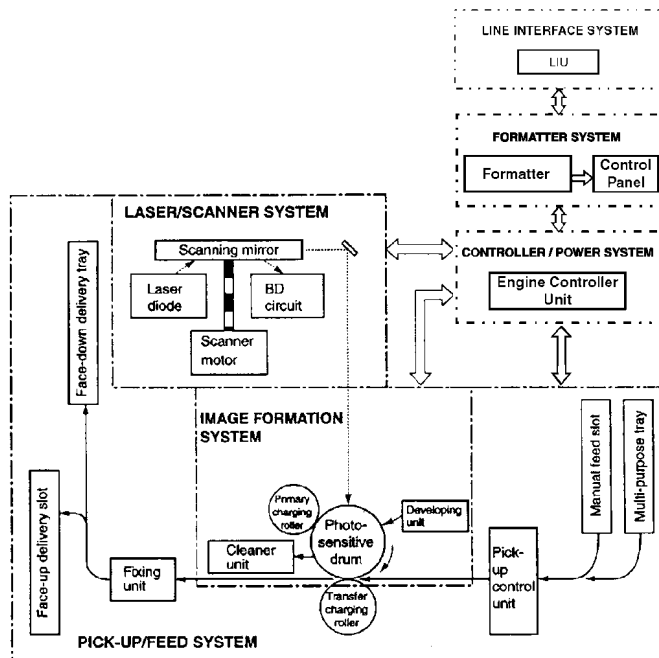 LINE INTERFACE SYSTEM
LIU
FORMATTER SYSTEM
Formatter
Control
Panel
LASER/SCANNER SYSTEM
Scanning mirror
Laser
diode
BD
circuit
Scanner
motor
CONTROLLER / POWER SYSTEM
Engine Controller
Unit
Face-down delivery tray
IMAGE FORMATION
SYSTEM
Manual feed slot
Multi-purpose tray
Face-up delivery slot
Primary
charging
roller
Photo-
sensitive
drum
Developing
unit
Cleaner
unit
Fixing
unit
Transfer
charging
roller
Pick-
up
control
unit
PICK-UP/FEED SYSTEM